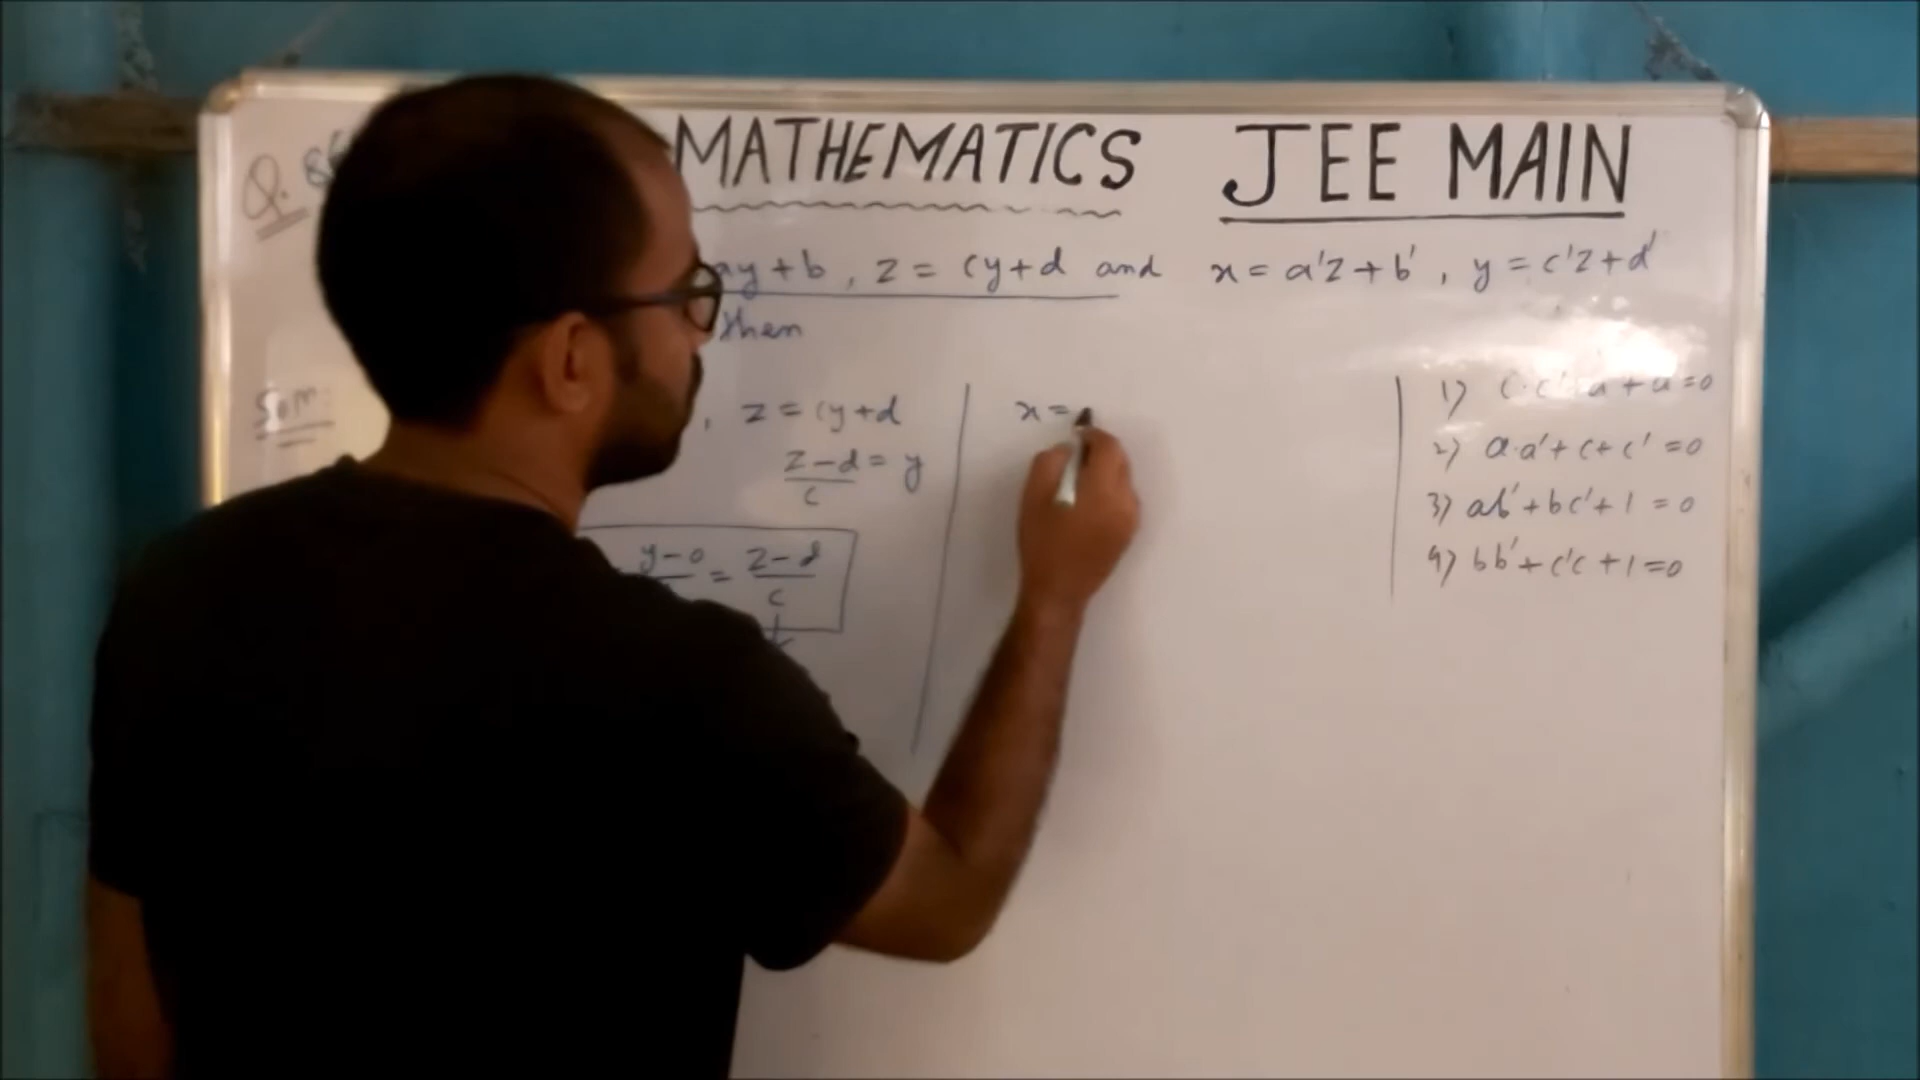 Q. 86 MATHEMATICS JEE MAIN
ay + b , z = cy + d and x = a'z + b' , y = c'z + d'
then
Soln:
, z = cy + d
z - d / c = y
y - 0 = z - d / c
x =
1) c c' a + a = 0
2) a.a' + c + c' = 0
3) ab' + bc' + 1 = 0
4) bb' + c'c + 1 = 0